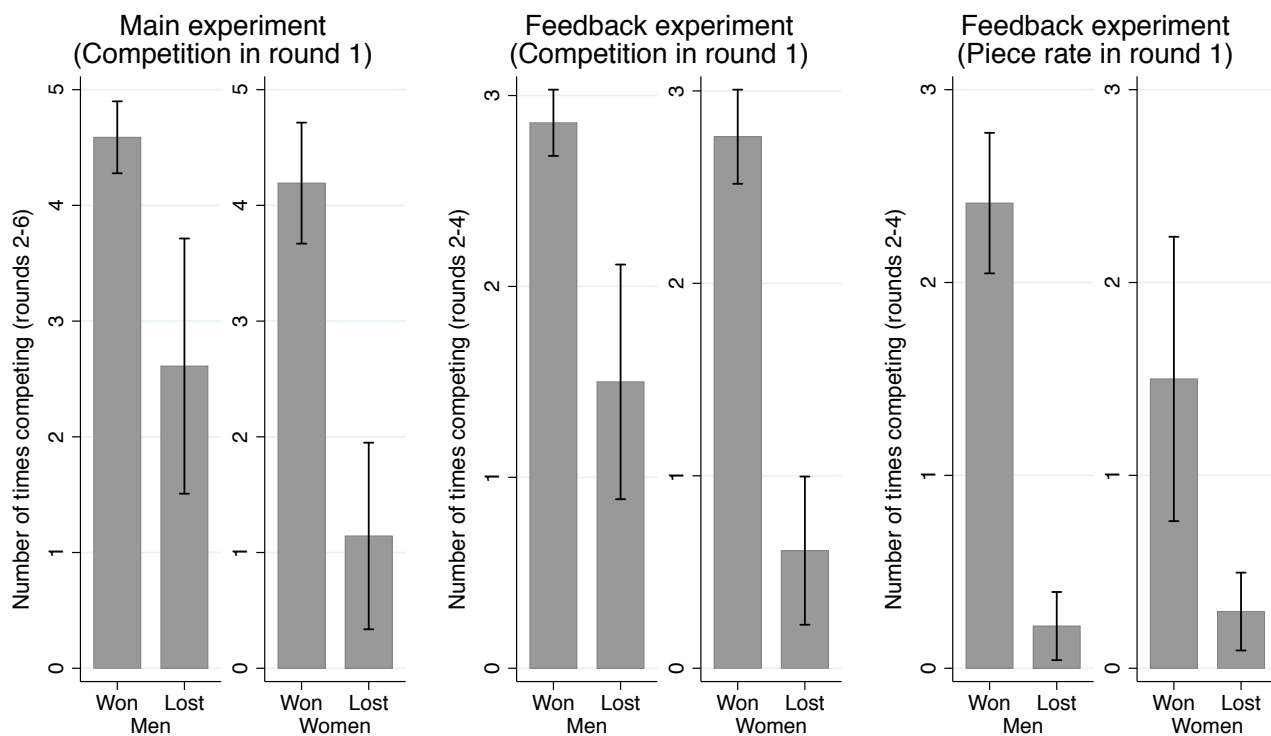 Main experiment
(Competition in round 1)
Number of times competing (rounds 2-6)
5
4
3
2
1
0
Won Lost
Men
5
4
3
2
1
0
Won Lost
Women
Feedback experiment
(Competition in round 1)
Number of times competing (rounds 2-4)
3
2
1
0
Won Lost
Men
3
2
1
0
Won Lost
Women
Feedback experiment
(Piece rate in round 1)
Number of times competing (rounds 2-4)
3
2
1
0
Won Lost
Men
3
2
1
0
Won Lost
Women